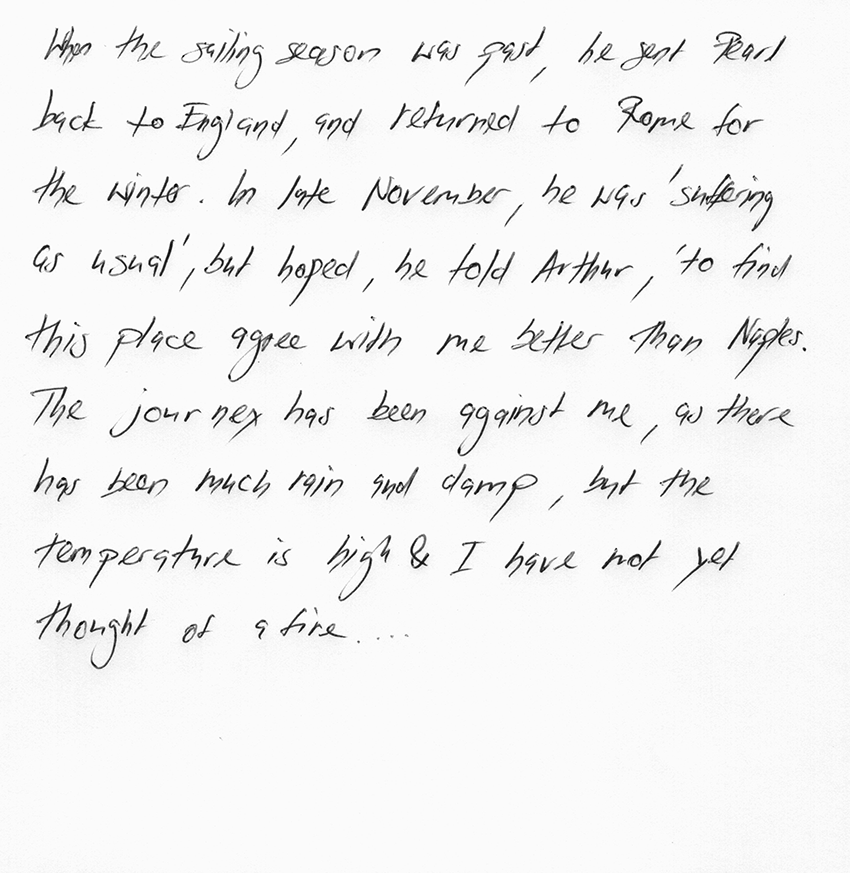 When the sailing season was past, he sent Pearl
back to England, and returned to Rome for
the winter. In late November, he was 'suffering
as usual', but hoped, he told Arthur, 'to find
this place agree with me better than Naples.
The journey has been against me, as there
has been much rain and damp, but the
temperature is high & I have not yet
thought of a fire....